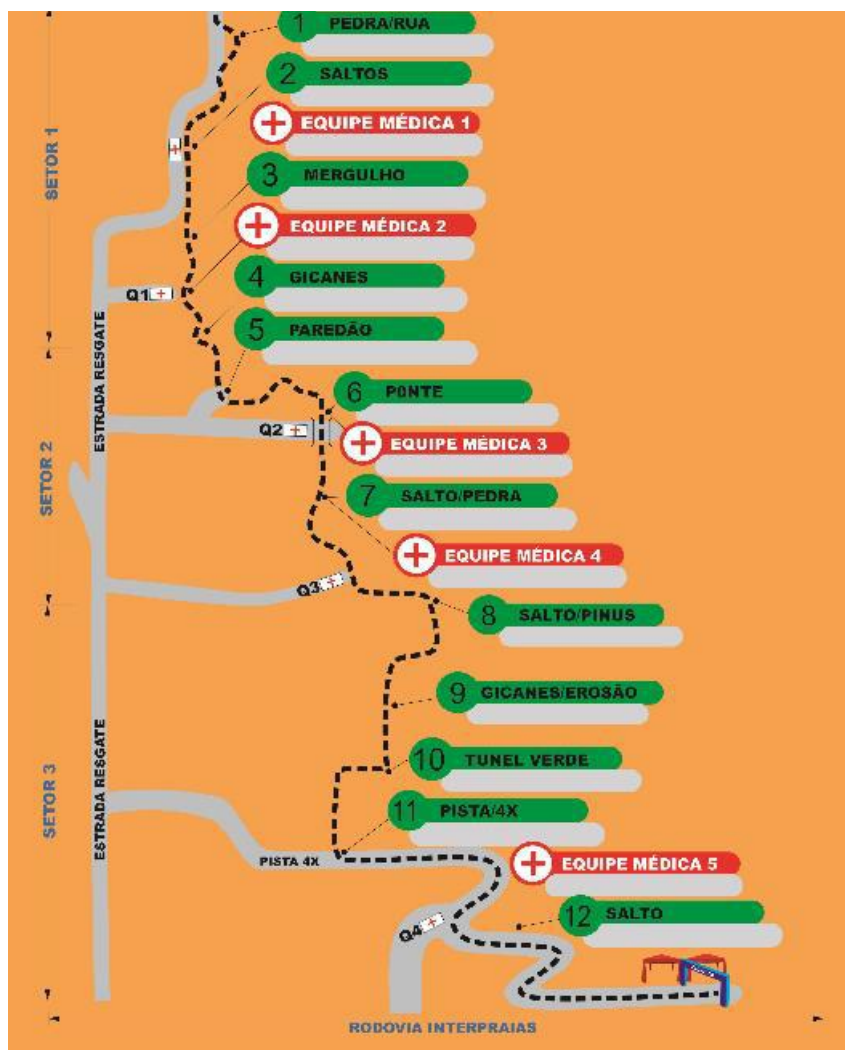 1 PEDRA/RUA
2 SALTOS
EQUIPE MÉDICA 1
SETOR 1
3 MERGULHO
EQUIPE MÉDICA 2
4 GICANES
Q1
5 PAREDÃO
ESTRADA RESGATE
6 P0NTE
Q2
EQUIPE MÉDICA 3
SETOR 2
7 SALTO/PEDRA
EQUIPE MÉDICA 4
Q3
8 SALTO/PINUS
9 GICANES/EROSÃO
10 TUNEL VERDE
SETOR 3
ESTRADA RESGATE
11 PISTA/4X
PISTA 4X
EQUIPE MÉDICA 5
12 SALTO
Q4
RODOVIA INTERPRAIAS